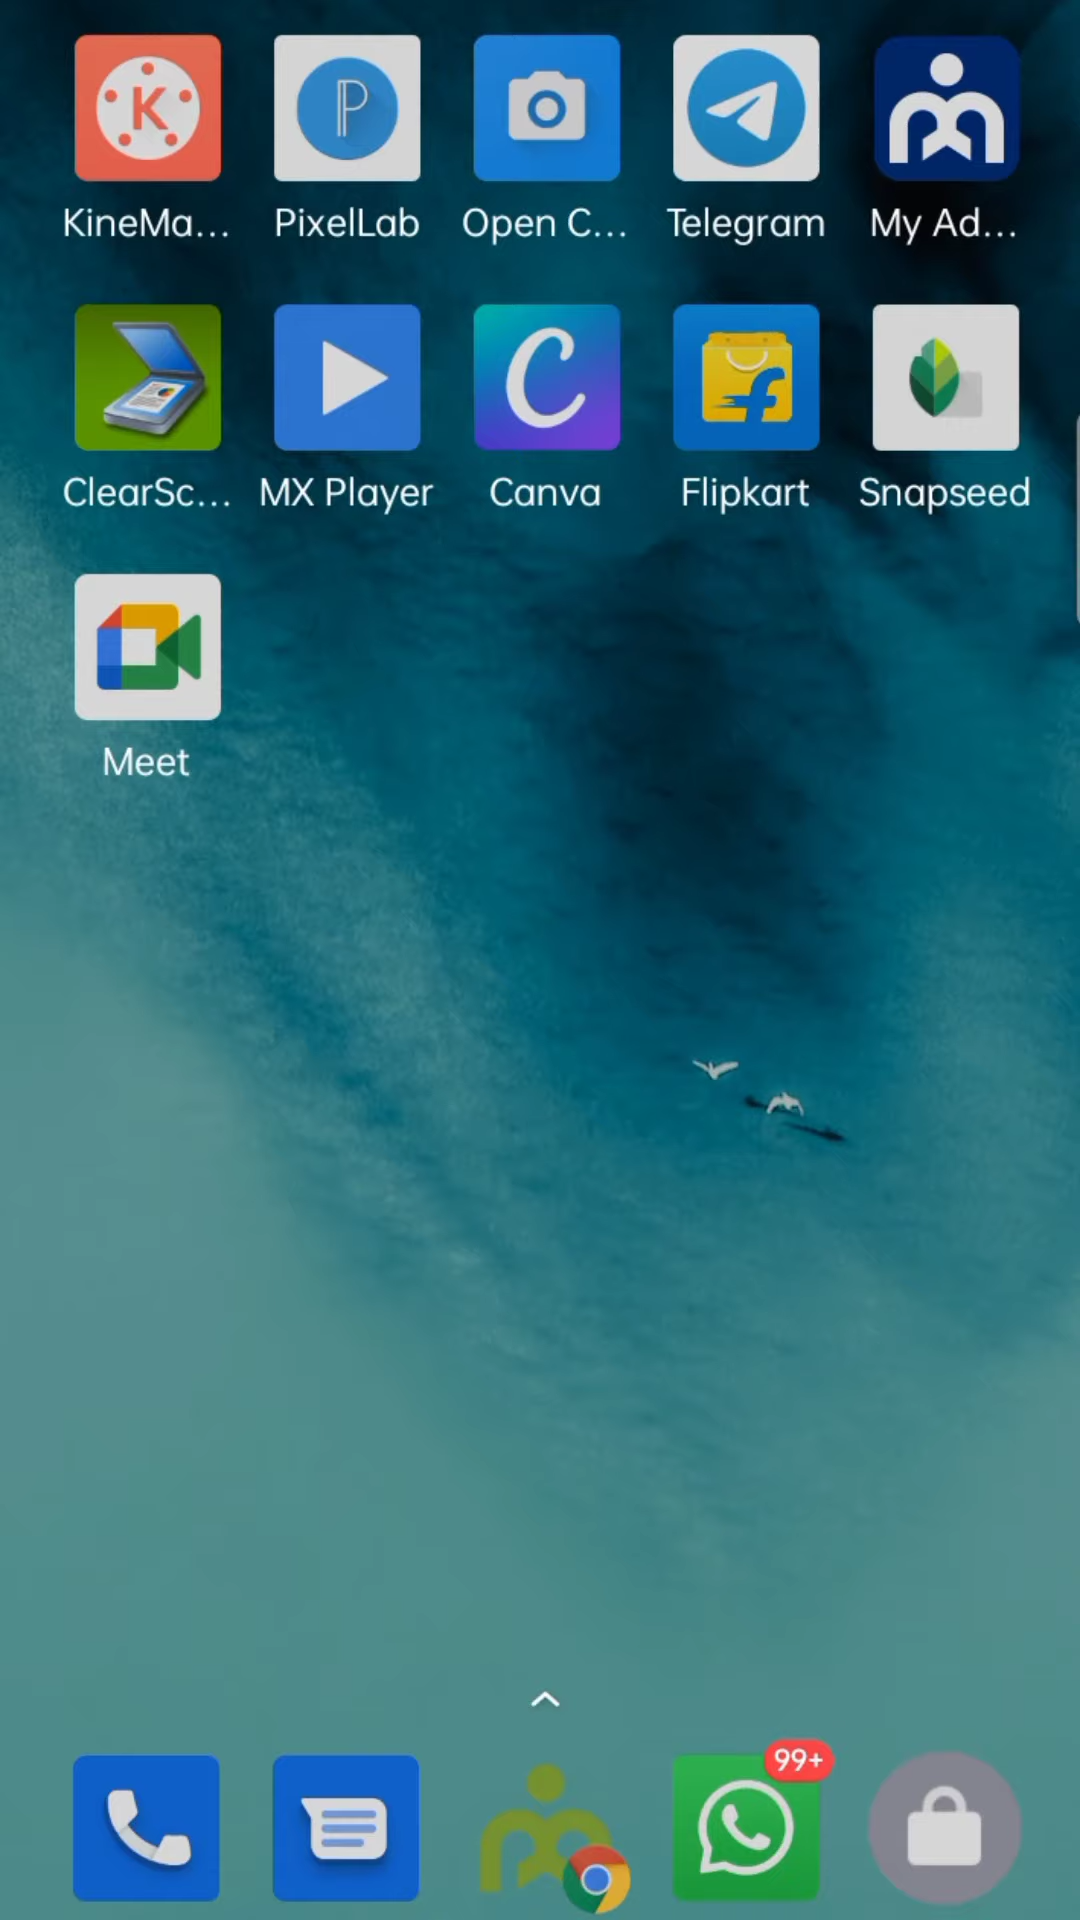 KineMa...
PixelLab
Open C...
Telegram
My Ad...
ClearSc...
MX Player
Canva
Flipkart
Snapseed
Meet
99+